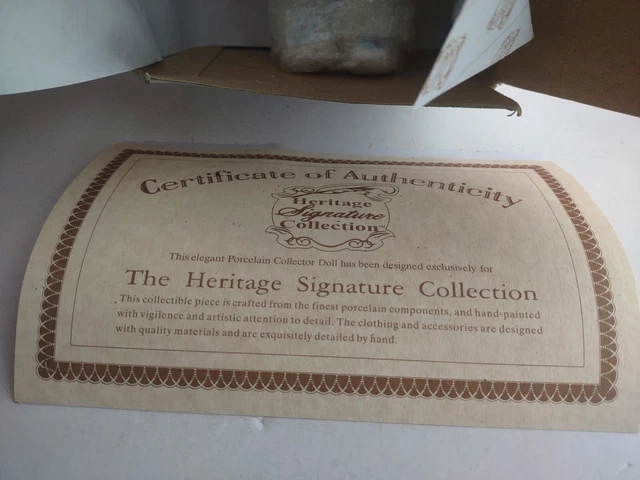 Certificate of Authenticity
Heritage
Signature
Collection
This elegant Porcelain Collector Doll has been designed exclusively for
The Heritage Signature Collection
This collectible piece is crafted from the finest porcelain components, and hand-painted
with vigilence and artistic attention to detail. The clothing and accessories are designed
with quality materials and are exquisitely detailed by hand.